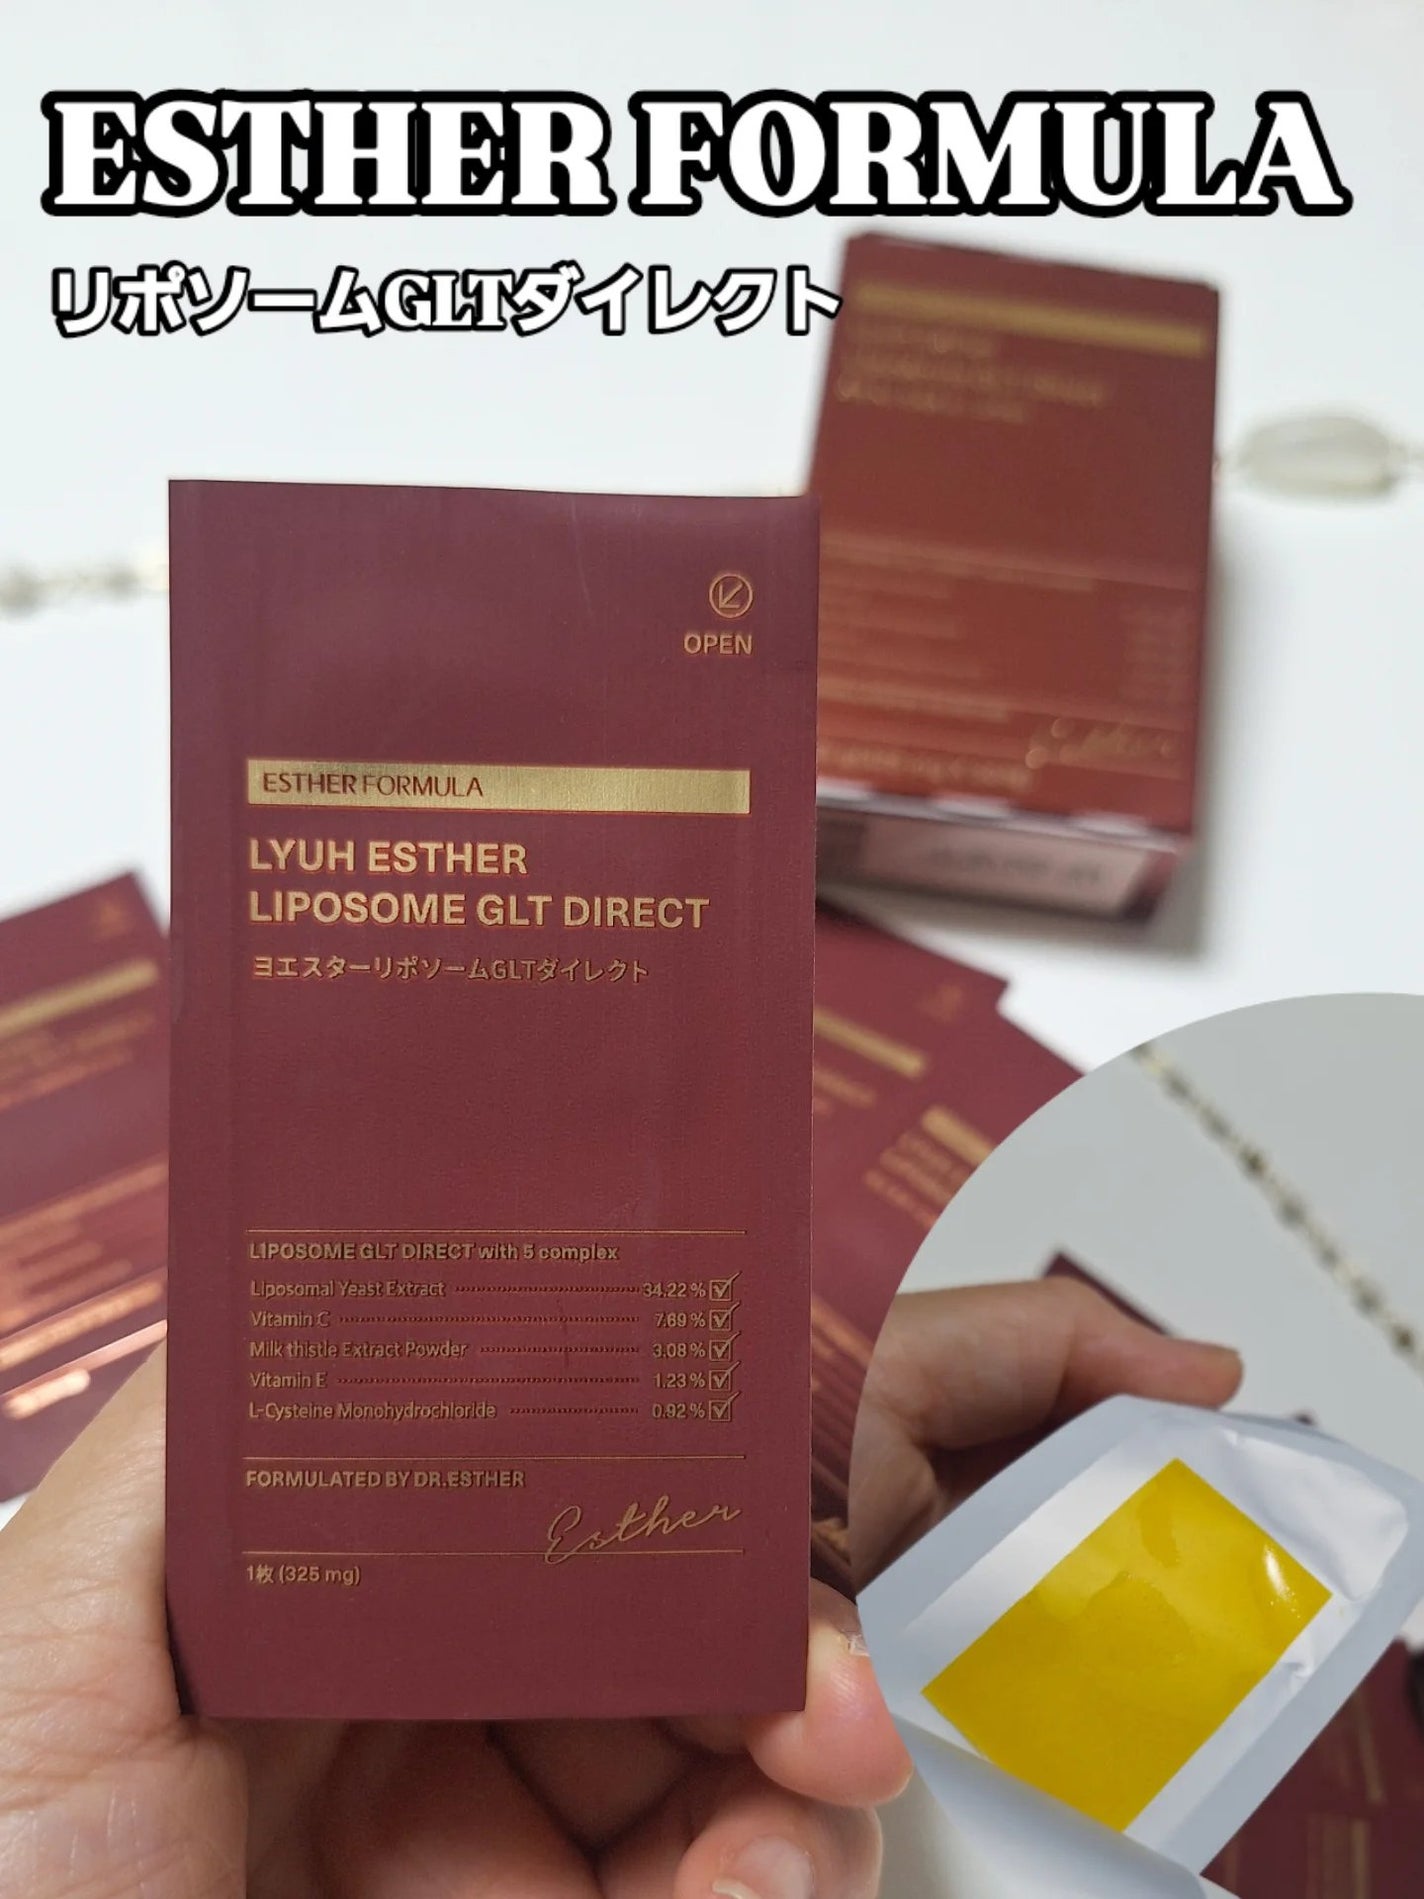 ESTHER FORMULA
リポソームGLTダイレクト
OPEN
ESTHER FORMULA
LYUH ESTHER
LIPOSOME GLT DIRECT
ヨエスターリポソームGLTダイレクト
LIPOSOME GLT DIRECT with 5 complex
Liposomal Yeast Extract 34.22 %
Vitamin C 7.69 %
Milk thistle Extract Powder 3.08 %
Vitamin E 1.23 %
L-Cysteine Monohydrochloride 0.92 %
FORMULATED BY DR.ESTHER
Esther
1枚 (325 mg)